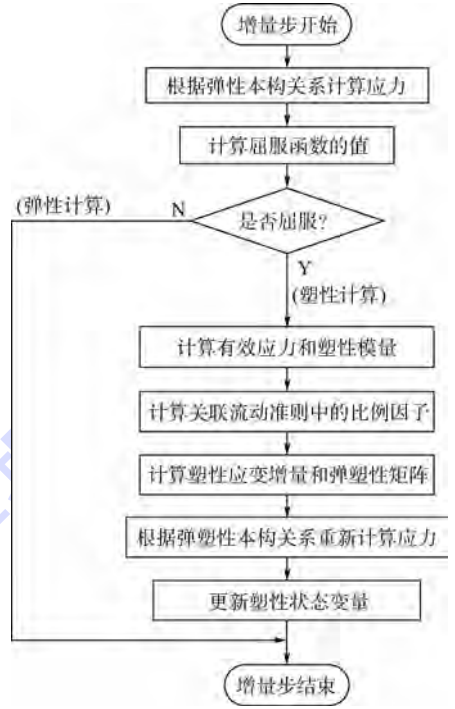 增量步开始
根据弹性本构关系计算应力
计算屈服函数的值
(弹性计算)
N
是否屈服?
Y
(塑性计算)
计算有效应力和塑性模量
计算关联流动准则中的比例因子
计算塑性应变增量和弹塑性矩阵
根据弹塑性本构关系重新计算应力
更新塑性状态变量
增量步结束